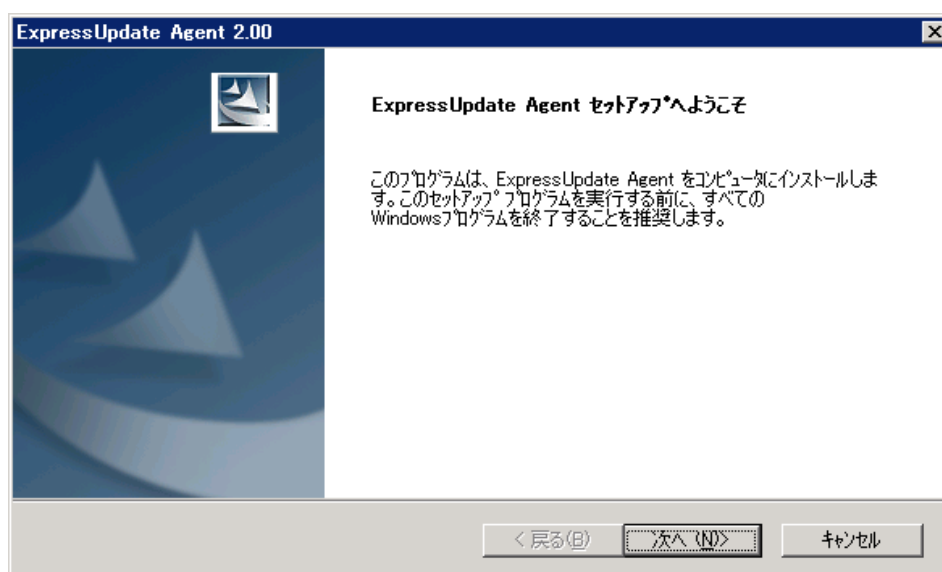 ExpressUpdate Agent 2.00
ExpressUpdate Agent ｾｯﾄｱｯﾌﾟへようこそ
このﾌﾟﾛｸﾞﾗﾑは、ExpressUpdate Agent をｺﾝﾋﾟｭｰﾀにｲﾝｽﾄｰﾙしま
す。このｾｯﾄｱｯﾌﾟ ﾌﾟﾛｸﾞﾗﾑを実行する前に、すべての
Windowsﾌﾟﾛｸﾞﾗﾑを終了することを推奨します。
< 戻る(B)
次へ (N)>
ｷｬﾝｾﾙ